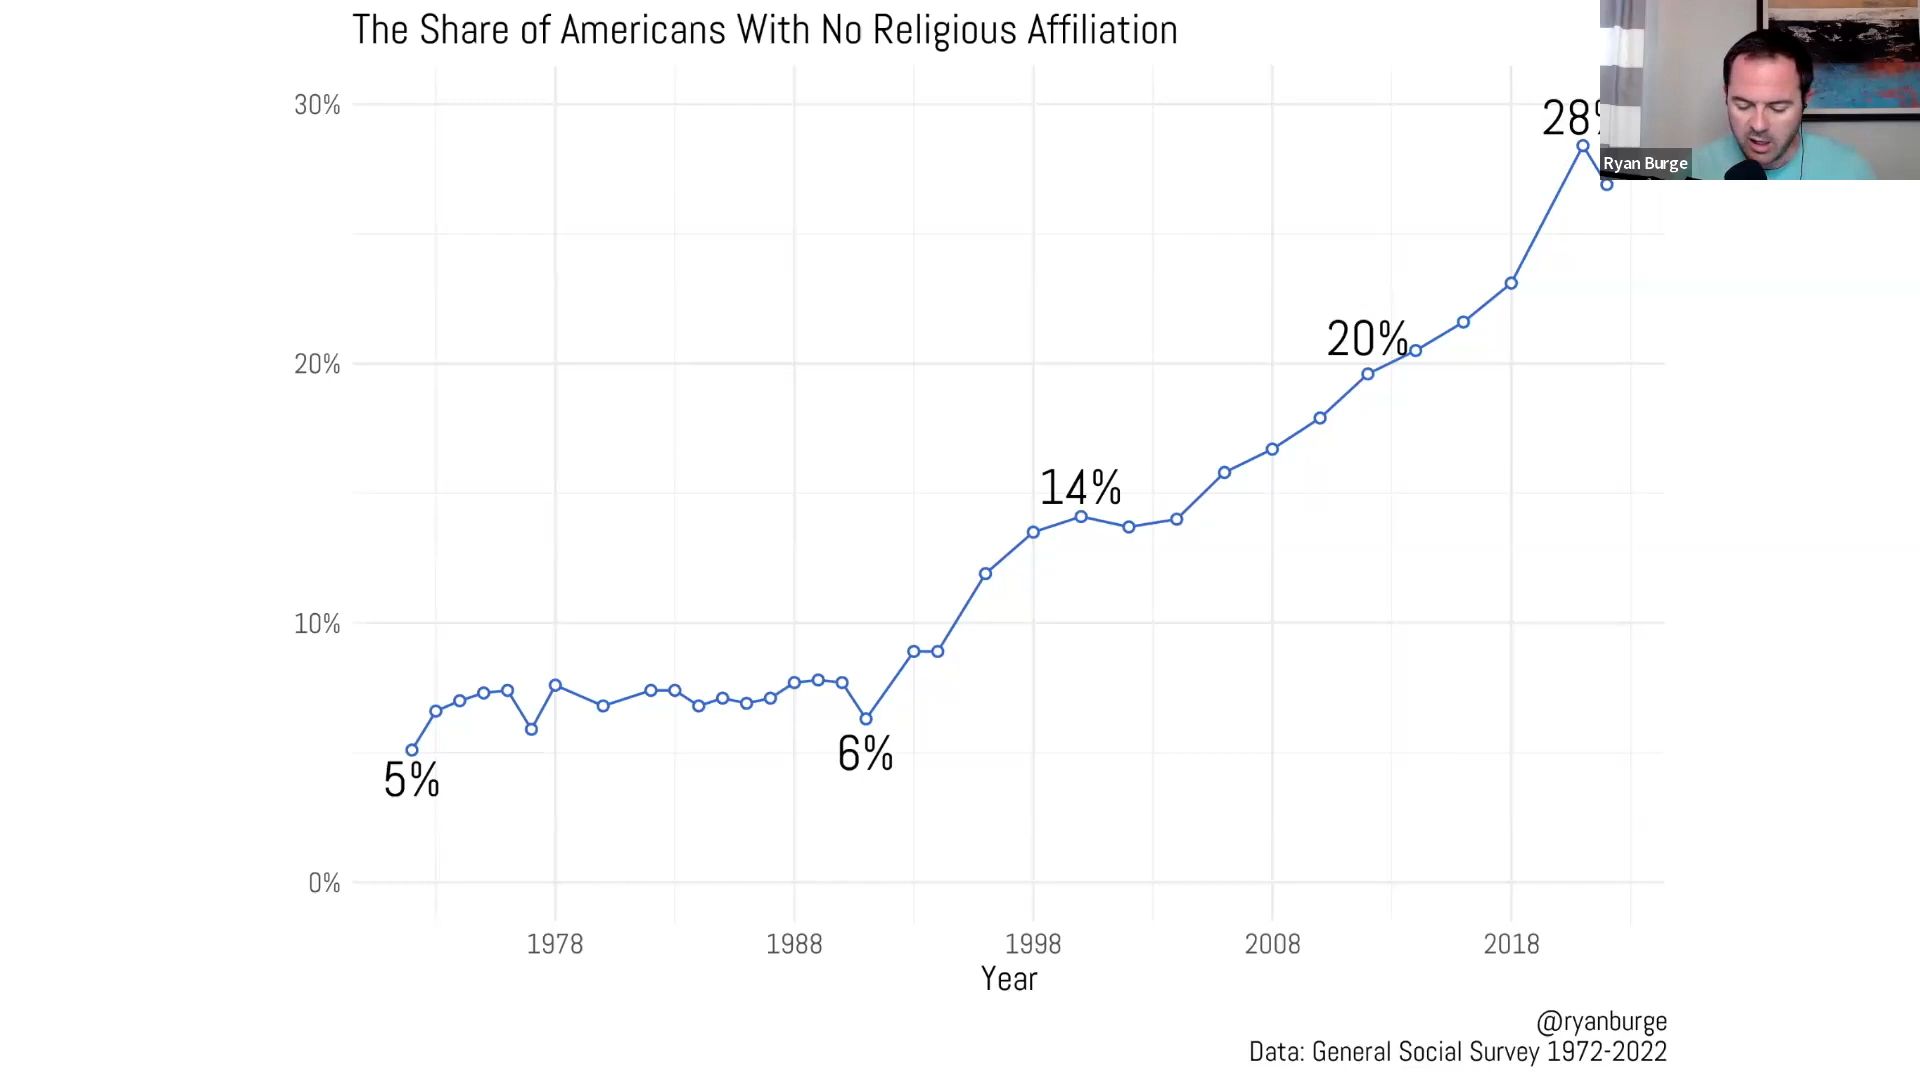 The Share of Americans With No Religious Affiliation
30%
28%
Ryan Burge
20%
20%
14%
10%
6%
5%
0%
1978 1988 1998 2008 2018
Year
@ryanburge
Data: General Social Survey 1972-2022